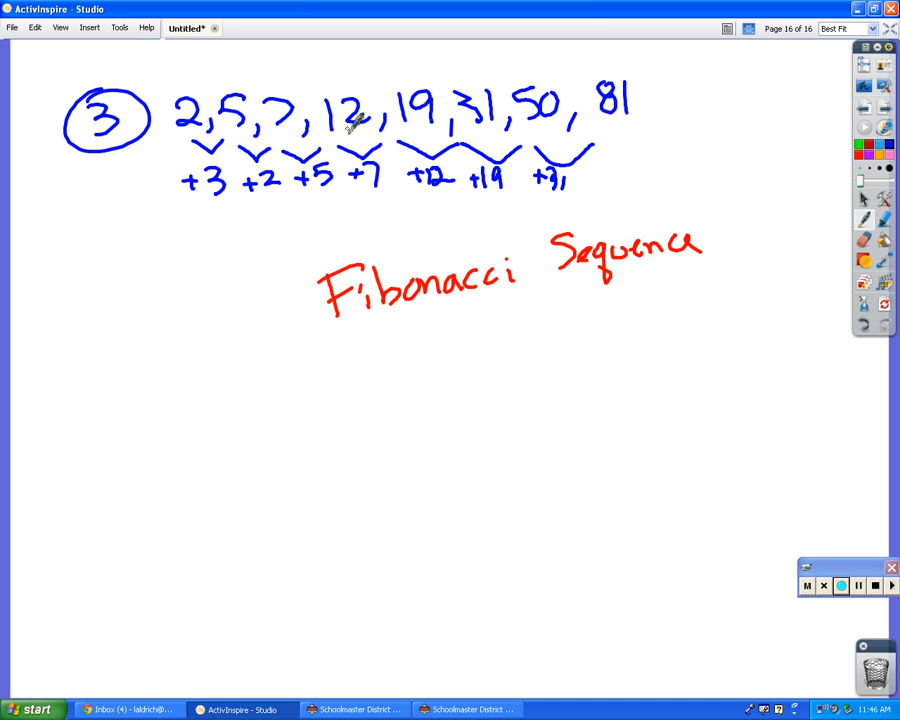 ActivInspire - Studio
File Edit View Insert Tools Help Untitled* Page 16 of 16 Best Fit
3 2, 5, 7, 12, 19, 31, 50, 81
+3 +2 +5 +7 +12 +19 +31
Fibonacci Sequence
M
start Inbox (4) - laldrich@... ActivInspire - Studio Schoolmaster District ... Schoolmaster District ... 11:46 AM